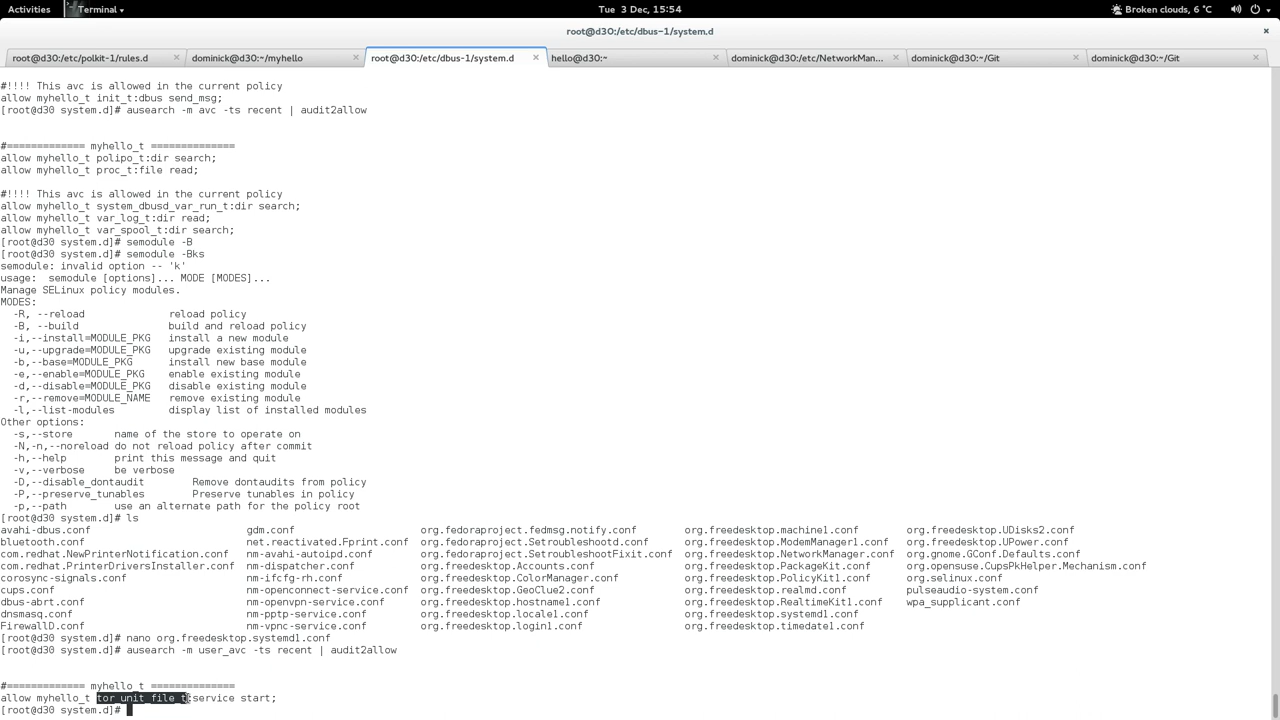 Activities Terminal Tue 3 Dec, 15:54 Broken clouds, 6 °C
root@d30:/etc/dbus-1/system.d
root@d30:/etc/polkit-1/rules.d dominick@d30:~/myhello root@d30:/etc/dbus-1/system.d hello@d30:~ dominick@d30:/etc/NetworkMan... dominick@d30:~/Git dominick@d30:~/Git
#!!!! This avc is allowed in the current policy
allow myhello_t init_t:dbus send_msg;
[root@d30 system.d]# ausearch -m avc -ts recent | audit2allow
#============= myhello_t ==============
allow myhello_t polipo_t:dir search;
allow myhello_t proc_t:file read;
#!!!! This avc is allowed in the current policy
allow myhello_t system_dbusd_var_run_t:dir search;
allow myhello_t var_log_t:dir read;
allow myhello_t var_spool_t:dir search;
[root@d30 system.d]# semodule -B
[root@d30 system.d]# semodule -Bks
semodule: invalid option -- 'k'
usage:  semodule [options]... MODE [MODES]...
Manage SELinux policy modules.
MODES:
-R, --reload reload policy
-B, --build build and reload policy
-i,--install=MODULE_PKG install a new module
-u,--upgrade=MODULE_PKG upgrade existing module
-b,--base=MODULE_PKG install new base module
-e,--enable=MODULE_PKG enable existing module
-d,--disable=MODULE_PKG disable existing module
-r,--remove=MODULE_NAME remove existing module
-l,--list-modules display list of installed modules
Other options:
-s,--store name of the store to operate on
-N,-n,--noreload do not reload policy after commit
-h,--help print this message and quit
-v,--verbose be verbose
-D,--disable_dontaudit Remove dontaudits from policy
-P,--preserve_tunables Preserve tunables in policy
-p,--path use an alternate path for the policy root
[root@d30 system.d]# ls
avahi-dbus.conf gdm.conf org.fedoraproject.fedmsg.notify.conf org.freedesktop.machine1.conf org.freedesktop.UDisks2.conf
bluetooth.conf net.reactivated.Fprint.conf org.fedoraproject.Setroubleshootd.conf org.freedesktop.ModemManager1.conf org.freedesktop.UPower.conf
com.redhat.NewPrinterNotification.conf nm-avahi-autoipd.conf org.fedoraproject.SetroubleshootFixit.conf org.freedesktop.NetworkManager.conf org.gnome.GConf.Defaults.conf
com.redhat.PrinterDriversInstaller.conf nm-dispatcher.conf org.freedesktop.Accounts.conf org.freedesktop.PackageKit.conf org.opensuse.CupsPkHelper.Mechanism.conf
corosync-signals.conf nm-ifcfg-rh.conf org.freedesktop.ColorManager.conf org.freedesktop.PolicyKit1.conf org.selinux.conf
cups.conf nm-openconnect-service.conf org.freedesktop.GeoClue2.conf org.freedesktop.realmd.conf pulseaudio-system.conf
dbus-abrt.conf nm-openvpn-service.conf org.freedesktop.hostname1.conf org.freedesktop.RealtimeKit1.conf wpa_supplicant.conf
dnsmasq.conf nm-pptp-service.conf org.freedesktop.locale1.conf org.freedesktop.systemd1.conf
FirewallD.conf nm-vpnc-service.conf org.freedesktop.login1.conf org.freedesktop.timedate1.conf
[root@d30 system.d]# nano org.freedesktop.systemd1.conf
[root@d30 system.d]# ausearch -m user_avc -ts recent | audit2allow
#============= myhello_t ==============
allow myhello_t tor_unit_file_t:service start;
[root@d30 system.d]#